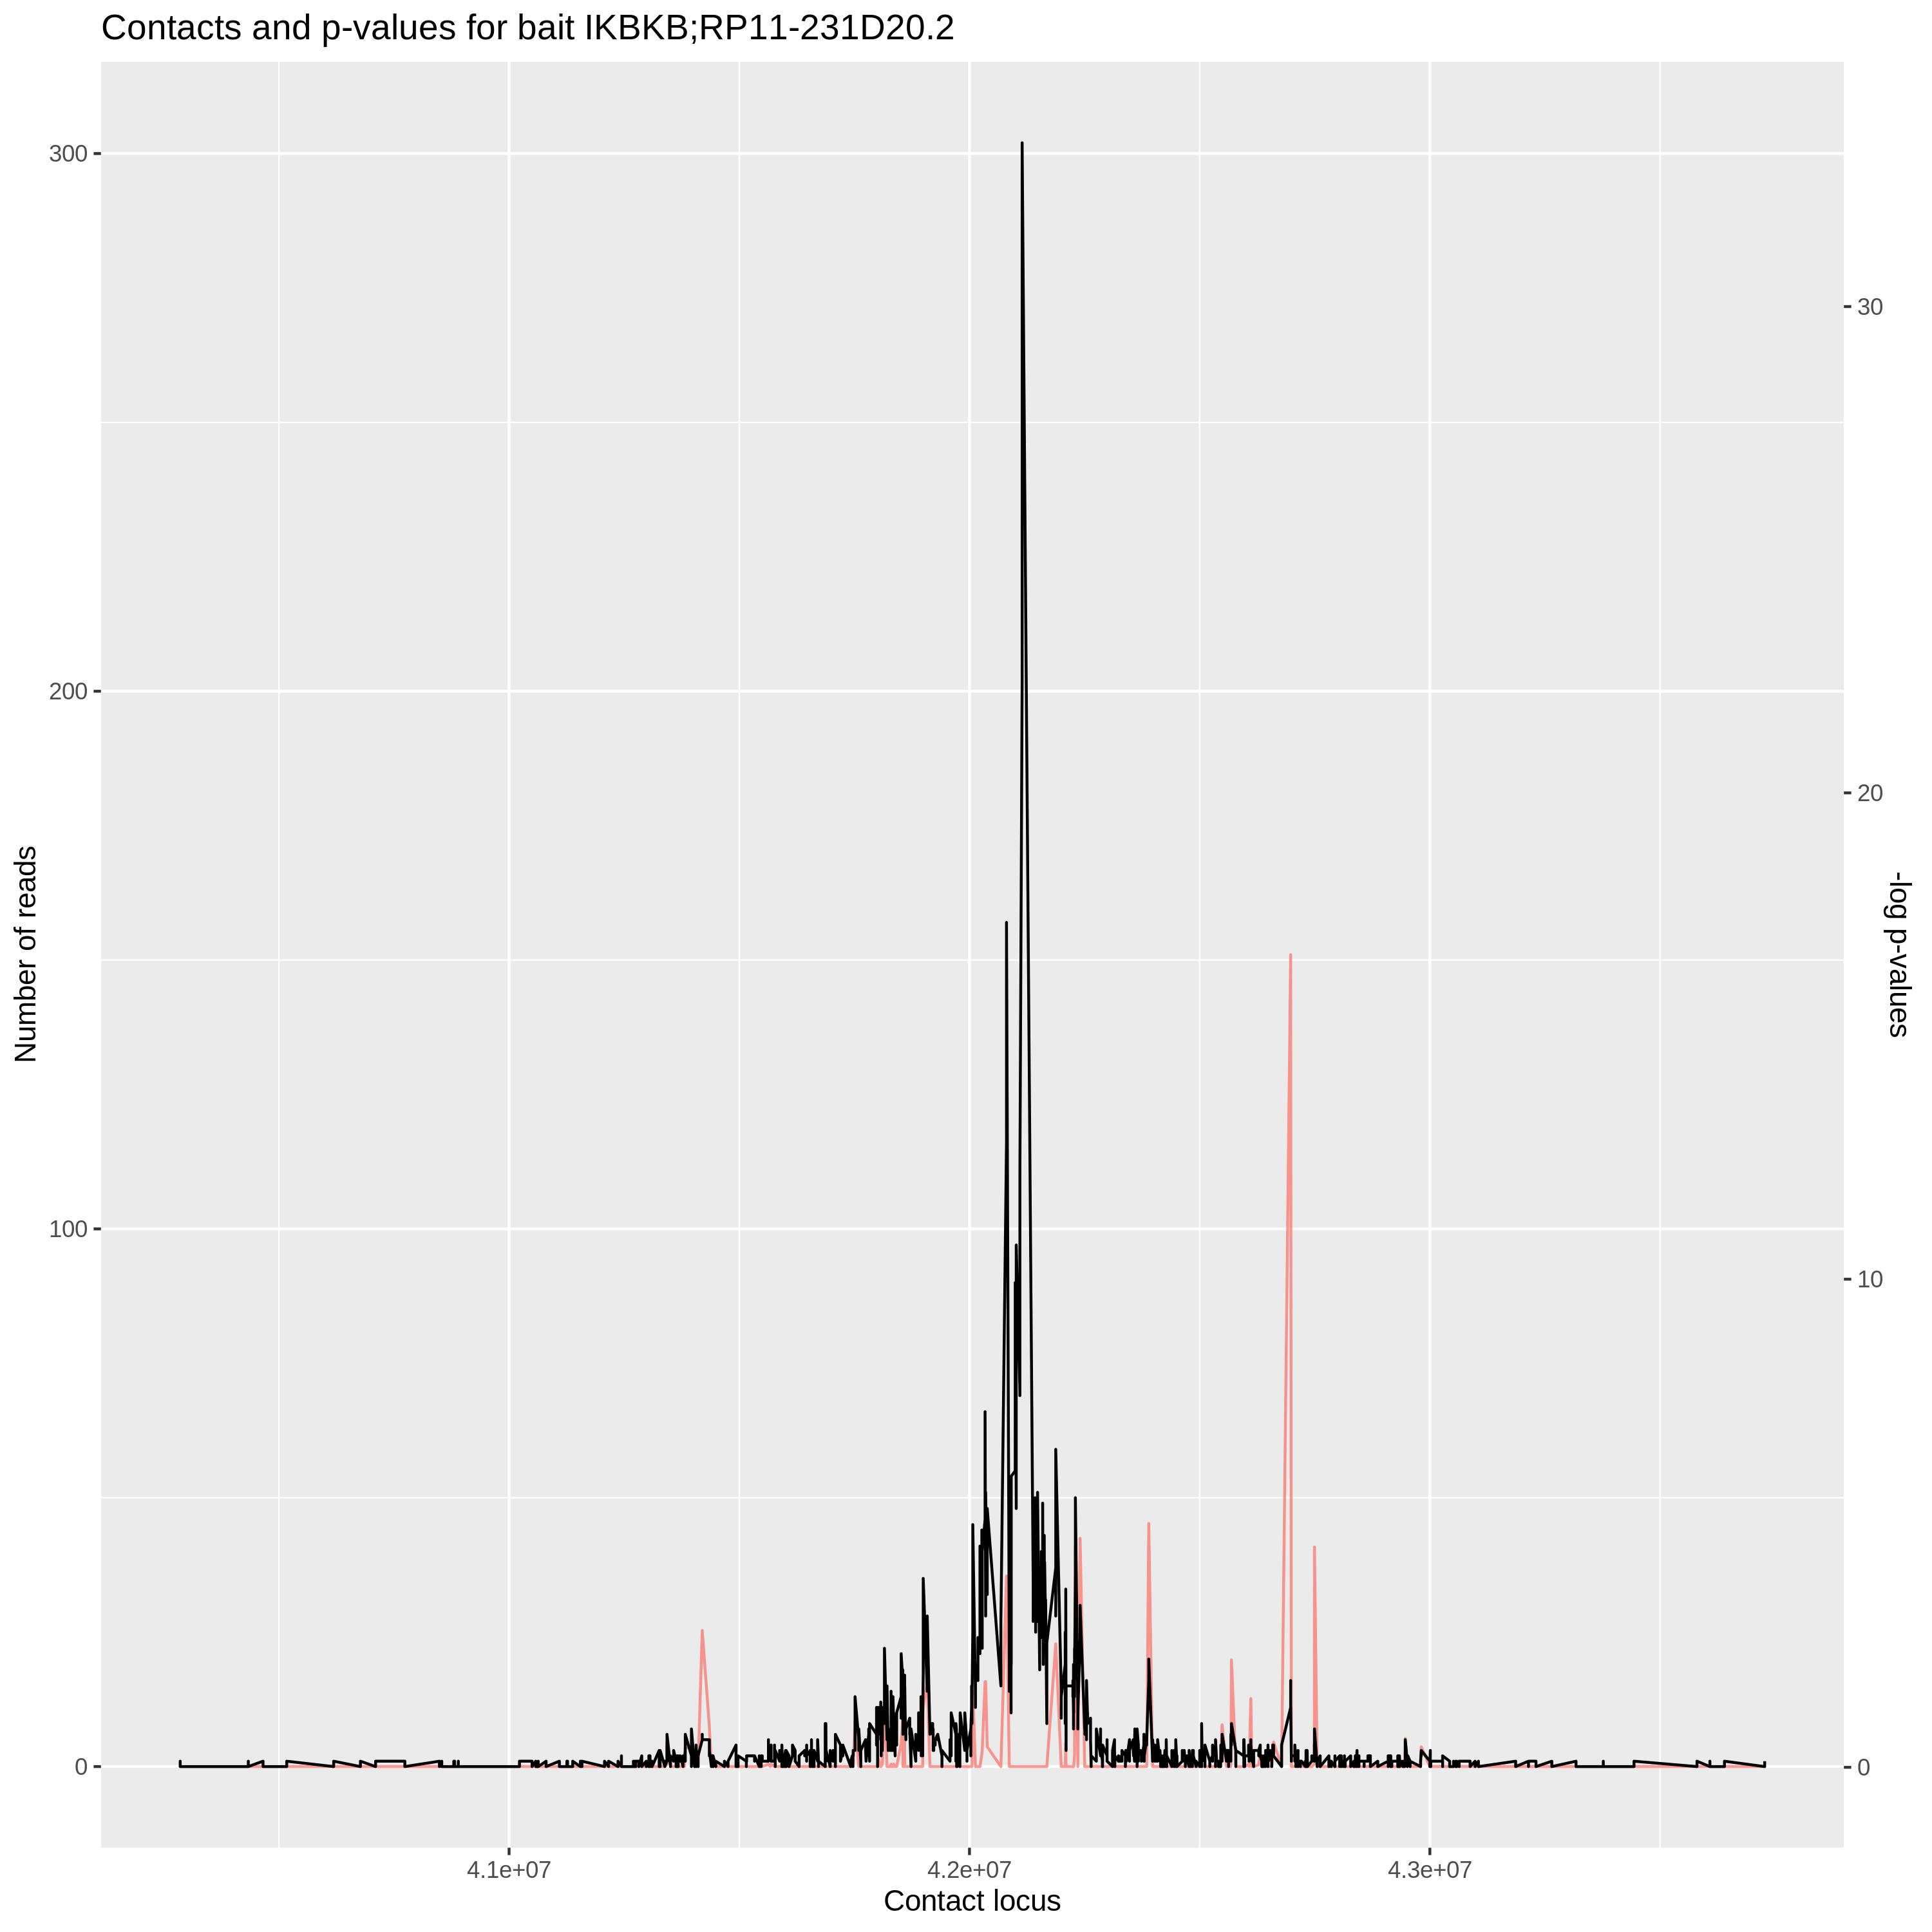 Contacts and p-values for bait IKBKB;RP11-231D20.2
300
200
100
0
Number of reads
30
20
10
0
-log p-values
4.1e+07
4.2e+07
4.3e+07
Contact locus